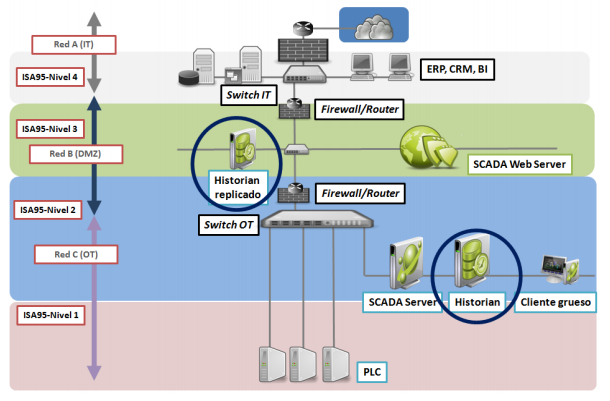 Red A (IT)
ISA95-Nivel 4
ERP, CRM, BI
Switch IT
Firewall/Router
ISA95-Nivel 3
Red B (DMZ)
SCADA Web Server
Historian
replicado
Firewall/Router
ISA95-Nivel 2
Switch OT
Red C (OT)
SCADA Server
Historian
Cliente grueso
ISA95-Nivel 1
PLC